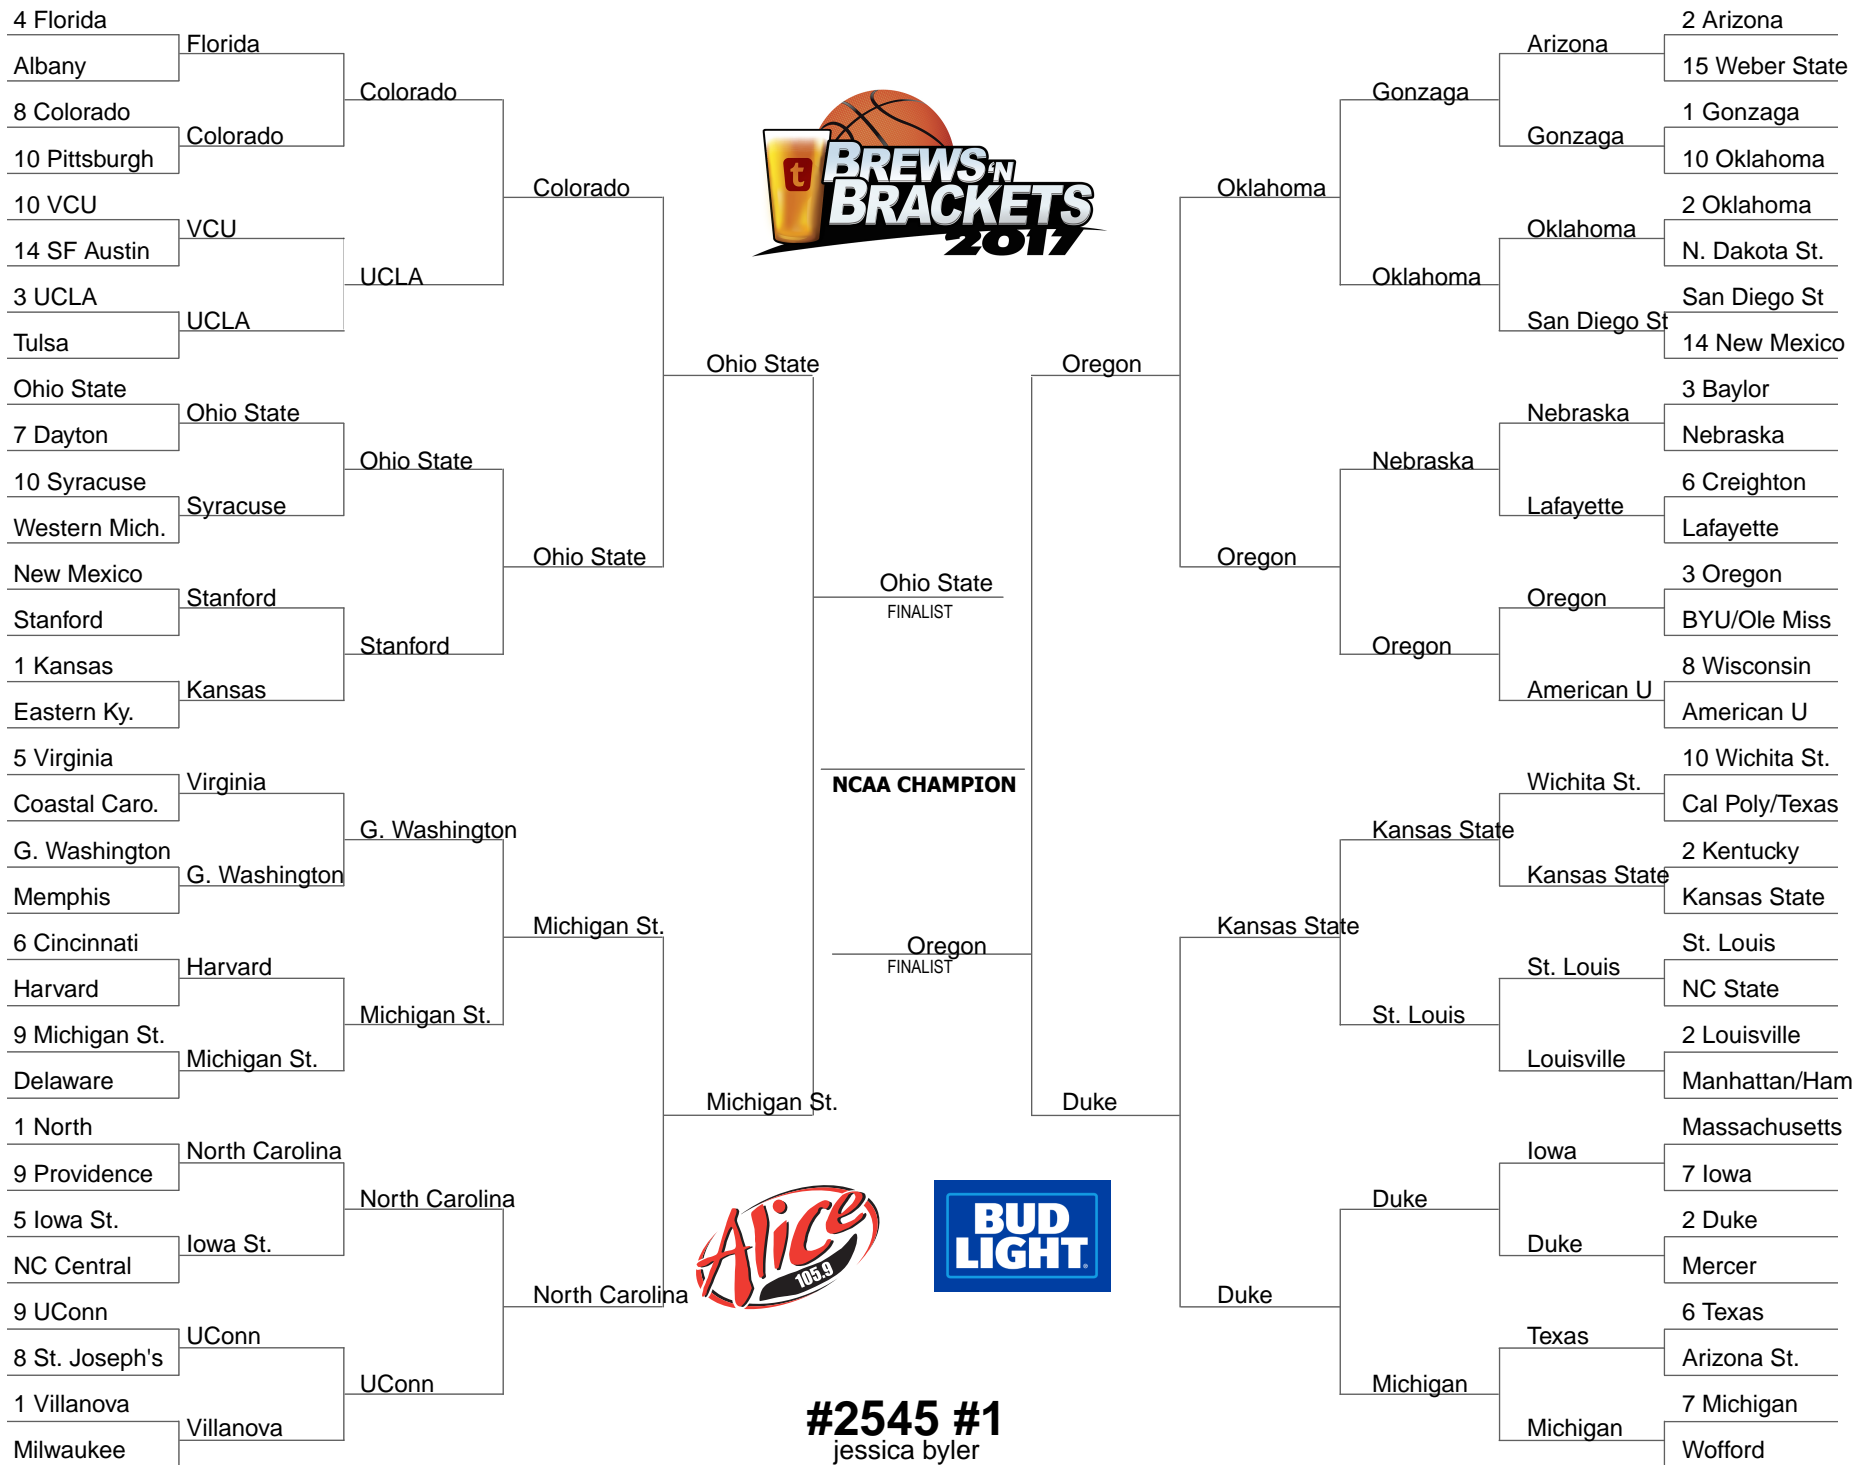 4 Florida
Albany
8 Colorado
10 Pittsburgh
10 VCU
14 SF Austin
3 UCLA
Tulsa
Ohio State
7 Dayton
10 Syracuse
Western Mich.
New Mexico
Stanford
1 Kansas
Eastern Ky.
5 Virginia
Coastal Caro.
G. Washington
Memphis
6 Cincinnati
Harvard
9 Michigan St.
Delaware
1 North
9 Providence
5 Iowa St.
NC Central
9 UConn
8 St. Joseph's
1 Villanova
Milwaukee
Florida
Colorado
VCU
UCLA
Ohio State
Syracuse
Stanford
Kansas
Virginia
G. Washington
Harvard
Michigan St.
North Carolina
Iowa St.
UConn
Villanova
Colorado
UCLA
Ohio State
Stanford
G. Washington
Michigan St.
North Carolina
UConn
Colorado
Ohio State
Michigan St.
North Carolina
Ohio State
Michigan St.
t
BREWS 'N
BRACKETS
2017
Ohio State
FINALIST
NCAA CHAMPION
Oregon
FINALIST
Alice
105.9
BUD
LIGHT
#2545 #1
jessica byler
Oregon
Duke
Oklahoma
Oregon
Kansas State
Duke
Gonzaga
Oklahoma
Nebraska
Oregon
Kansas State
St. Louis
Duke
Michigan
Arizona
Gonzaga
Oklahoma
San Diego St
Nebraska
Lafayette
Oregon
American U
Wichita St.
Kansas State
St. Louis
Louisville
Iowa
Duke
Texas
Michigan
2 Arizona
15 Weber State
1 Gonzaga
10 Oklahoma
2 Oklahoma
N. Dakota St.
San Diego St
14 New Mexico
3 Baylor
Nebraska
6 Creighton
Lafayette
3 Oregon
BYU/Ole Miss
8 Wisconsin
American U
10 Wichita St.
Cal Poly/Texas
2 Kentucky
Kansas State
St. Louis
NC State
2 Louisville
Manhattan/Ham
Massachusetts
7 Iowa
2 Duke
Mercer
6 Texas
Arizona St.
7 Michigan
Wofford